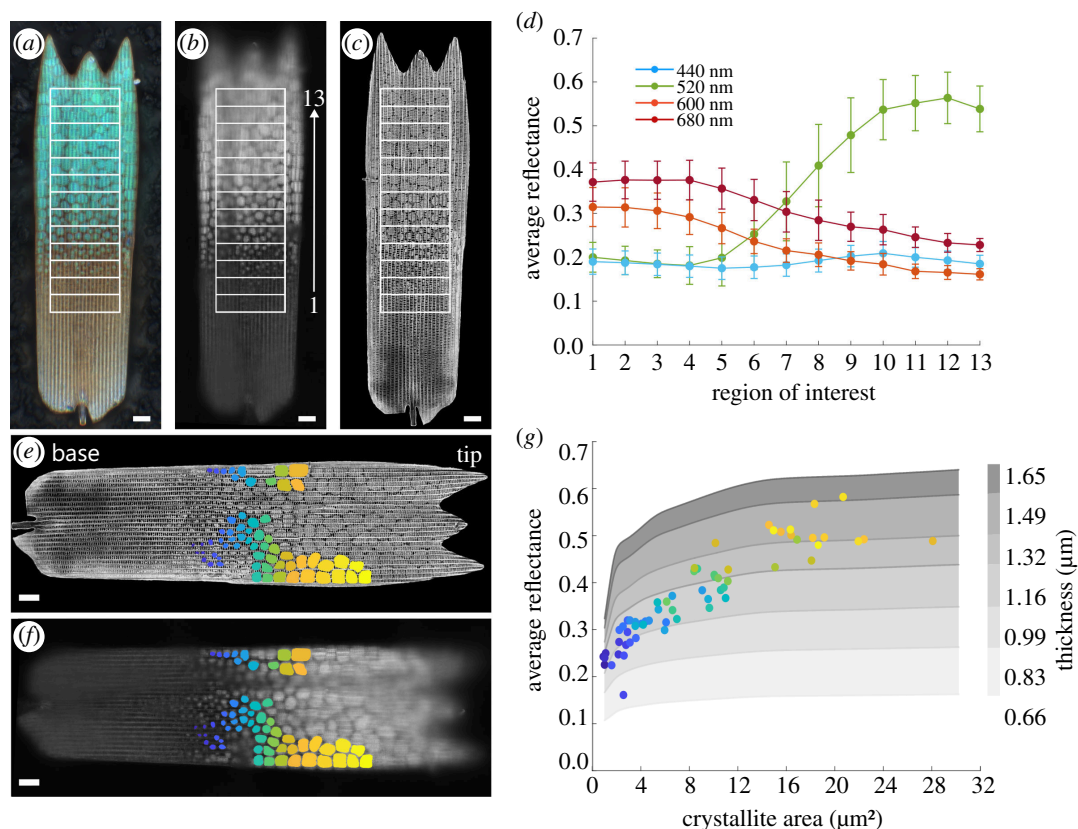 (a)
(b)
(c)
13
1
(d)
0.7
0.6
0.5
0.4
0.3
0.2
0.1
0.0
average reflectance
440 nm
520 nm
600 nm
680 nm
1 2 3 4 5 6 7 8 9 10 11 12 13
region of interest
(e) base tip
(f)
(g)
0.7
0.6
0.5
0.4
0.3
0.2
0.1
0.0
average reflectance
0 4 8 12 16 20 24 28 32
crystallite area (µm²)
1.65
1.49
1.32
1.16
0.99
0.83
0.66
thickness (µm)